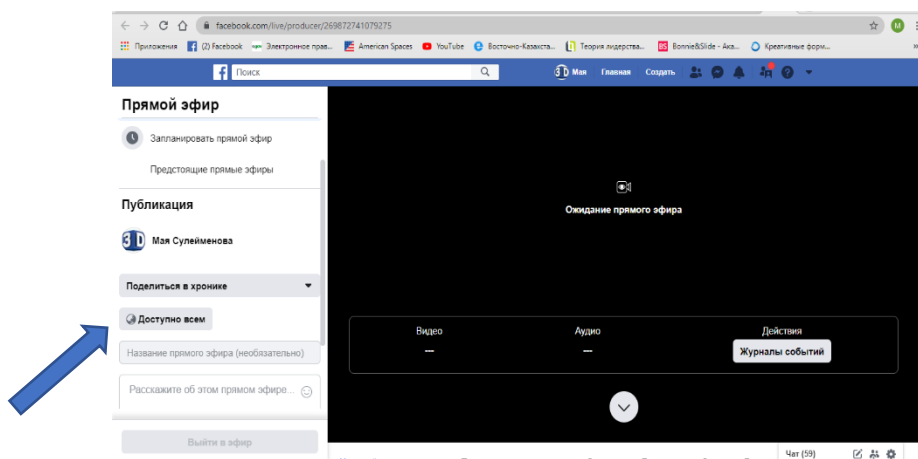 facebook.com/live/producer/269872741079275
M
Приложения
(2) Facebook
Электронное прав...
American Spaces
YouTube
Восточно-Казахста...
Теория лидерства...
BS Bonnie&Slide - Ака...
Креативные форм...
Поиск
3D Мая Главная Создать
Прямой эфир
Запланировать прямой эфир
Предстоящие прямые эфиры
Публикация
3D Мая Сулейменова
Поделиться в хронике
Доступно всем
Название прямого эфира (необязательно)
Расскажите об этом прямом эфире...
Выйти в эфир
Ожидание прямого эфира
Видео Аудио Действия
--- --- Журналы событий
Чат (59)